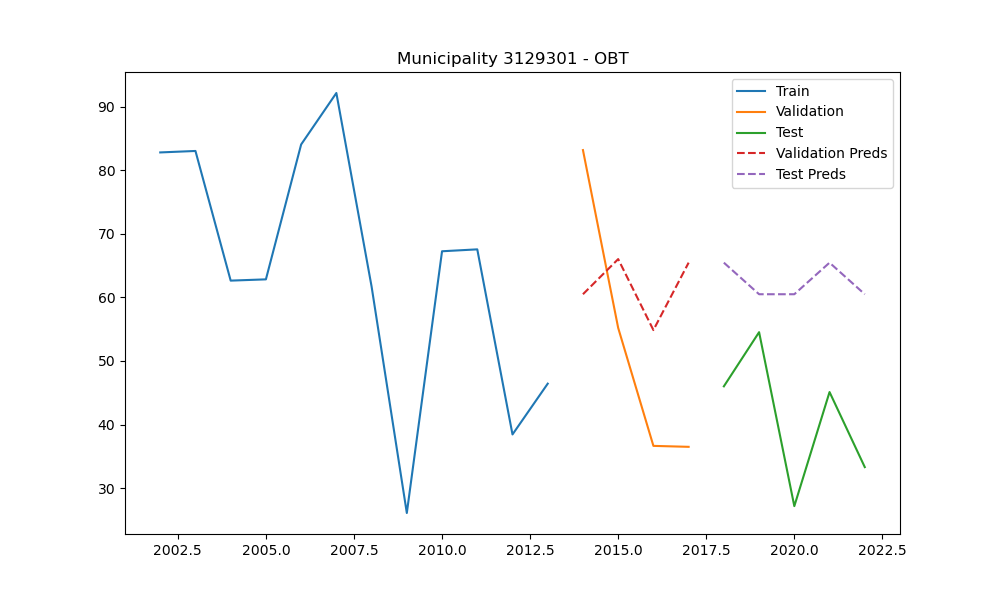 Municipality 3129301 - OBT
Train
Validation
Test
Validation Preds
Test Preds
90
80
70
60
50
40
30
2002.5 2005.0 2007.5 2010.0 2012.5 2015.0 2017.5 2020.0 2022.5